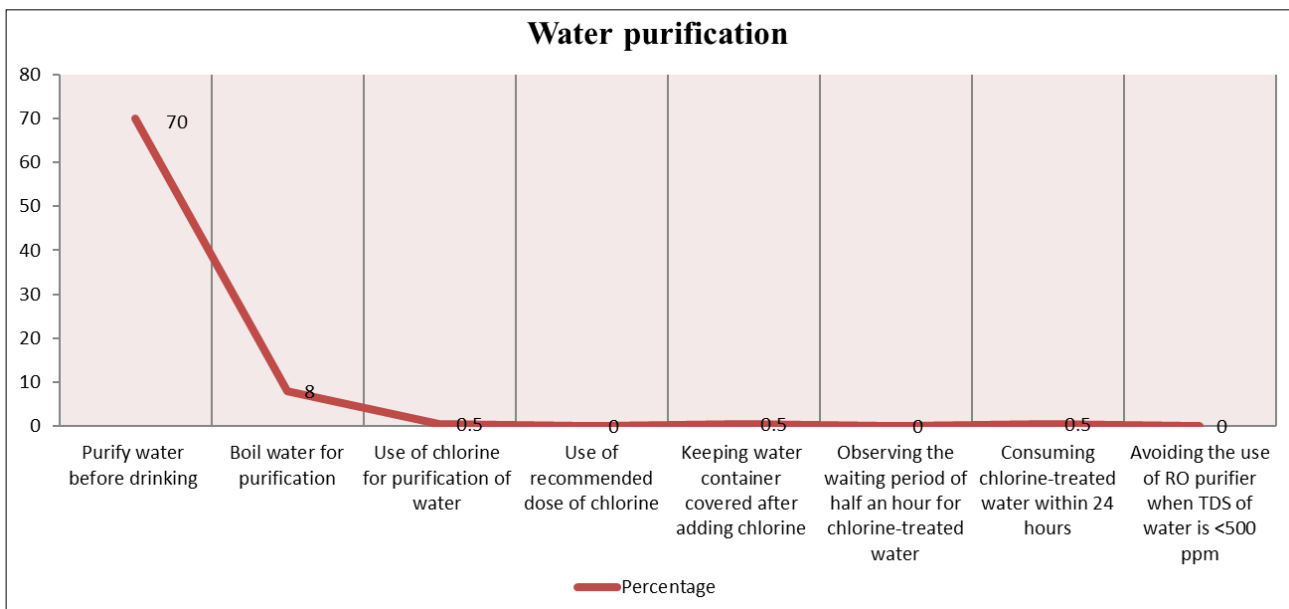 Water purification
80
70
60
50
40
30
20
10
0
70
8
0.5
0
0.5
0
0.5
0
Purify water
before drinking
Boil water for
purification
Use of chlorine
for purification of
water
Use of
recommended
dose of chlorine
Keeping water
container
covered after
adding chlorine
Observing the
waiting period of
half an hour for
chlorine-treated
water
Consuming
chlorine-treated
water within 24
hours
Avoiding the use
of RO purifier
when TDS of
water is <500
ppm
Percentage